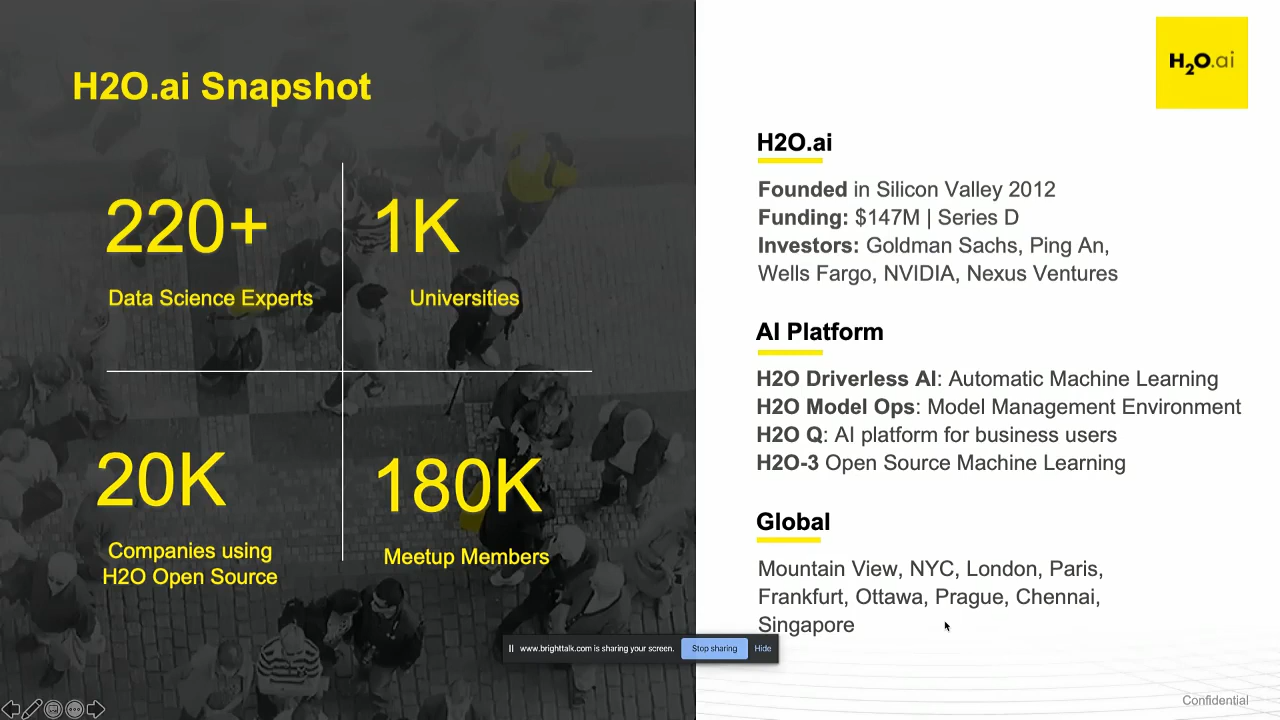 H2O.ai Snapshot
220+
Data Science Experts
1K
Universities
20K
Companies using
H2O Open Source
180K
Meetup Members
H2O.ai
H2O.ai
Founded in Silicon Valley 2012
Funding: $147M | Series D
Investors: Goldman Sachs, Ping An,
Wells Fargo, NVIDIA, Nexus Ventures
AI Platform
H2O Driverless AI: Automatic Machine Learning
H2O Model Ops: Model Management Environment
H2O Q: AI platform for business users
H2O-3 Open Source Machine Learning
Global
Mountain View, NYC, London, Paris,
Frankfurt, Ottawa, Prague, Chennai,
Singapore
www.brighttalk.com is sharing your screen. Stop sharing Hide
Confidential